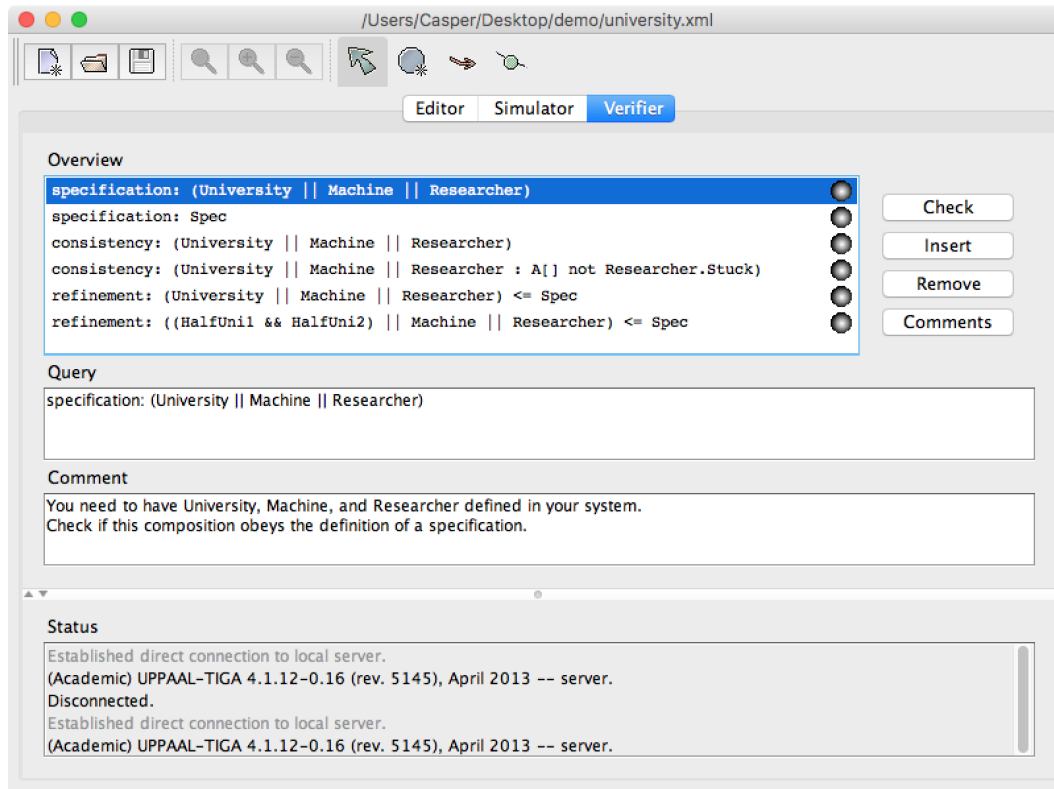 /Users/Casper/Desktop/demo/university.xml
Editor Simulator Verifier
Overview
specification: (University || Machine || Researcher)
specification: Spec
consistency: (University || Machine || Researcher)
consistency: (University || Machine || Researcher : A[] not Researcher.Stuck)
refinement: (University || Machine || Researcher) <= Spec
refinement: ((HalfUni1 && HalfUni2) || Machine || Researcher) <= Spec
Check
Insert
Remove
Comments
Query
specification: (University || Machine || Researcher)
Comment
You need to have University, Machine, and Researcher defined in your system.
Check if this composition obeys the definition of a specification.
Status
Established direct connection to local server.
(Academic) UPPAAL-TIGA 4.1.12-0.16 (rev. 5145), April 2013 -- server.
Disconnected.
Established direct connection to local server.
(Academic) UPPAAL-TIGA 4.1.12-0.16 (rev. 5145), April 2013 -- server.